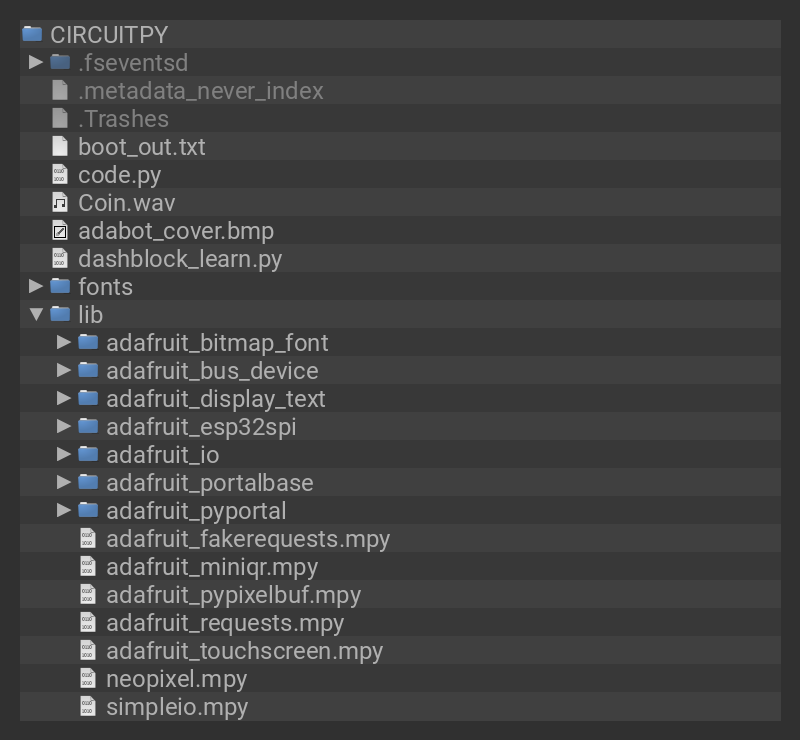 CIRCUITPY
.fseventsd
.metadata_never_index
.Trashes
boot_out.txt
code.py
Coin.wav
adabot_cover.bmp
dashblock_learn.py
fonts
lib
adafruit_bitmap_font
adafruit_bus_device
adafruit_display_text
adafruit_esp32spi
adafruit_io
adafruit_portalbase
adafruit_pyportal
adafruit_fakerequests.mpy
adafruit_miniqr.mpy
adafruit_pypixelbuf.mpy
adafruit_requests.mpy
adafruit_touchscreen.mpy
neopixel.mpy
simpleio.mpy